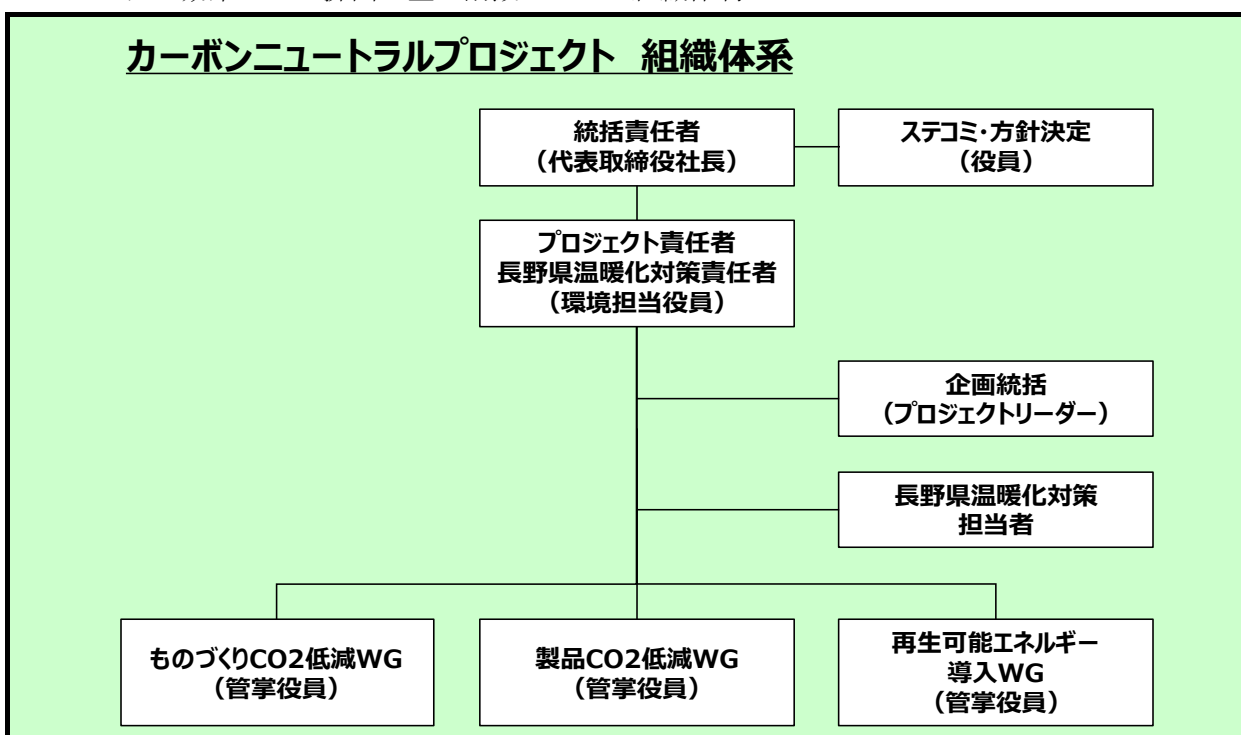 カーボンニュートラルプロジェクト　組織体系
統括責任者
（代表取締役社長）
ステコミ・方針決定
（役員）
プロジェクト責任者
長野県温暖化対策責任者
（環境担当役員）
企画統括
（プロジェクトリーダー）
長野県温暖化対策
担当者
ものづくりCO2低減WG
（管掌役員）
製品CO2低減WG
（管掌役員）
再生可能エネルギー
導入WG
（管掌役員）